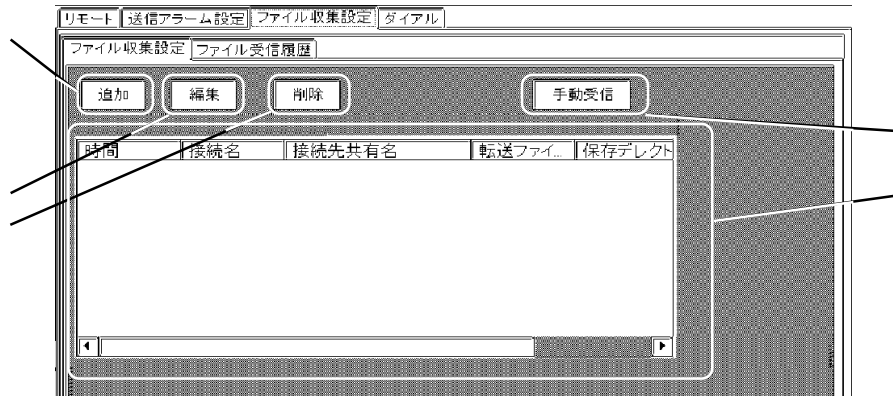 リモート 送信アラーム設定 ファイル収集設定 ダイアル
ファイル収集設定 ファイル受信履歴
追加 編集 削除 手動受信
時間 接続名 接続先共有名 転送ファイ... 保存デレクト